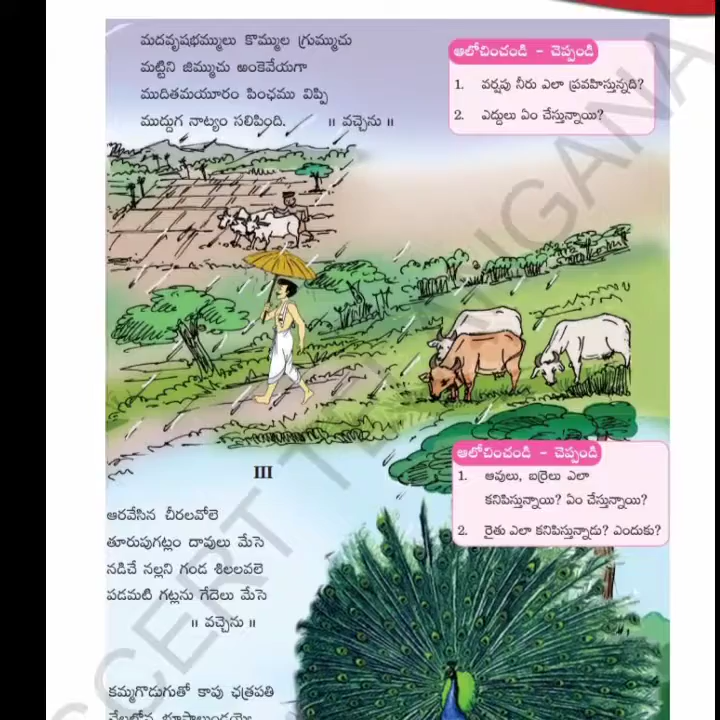 మదవృషభమ్ములు కొమ్ముల గ్రుమ్ముచు
మట్టిని జిమ్ముచు ఱంకెవేయగా
ముదితమయూరం పింఛము విప్పి
ముద్దుగ నాట్యం సలిపింది. ॥ వచ్చెను ॥
ఆలోచించండి - చెప్పండి
1. వర్షపు నీరు ఎలా ప్రవహిస్తున్నది?
2. ఎద్దులు ఏం చేస్తున్నాయి?
III
ఆరవేసిన చీరలవోలె
తూరుపుగట్లం దావులు మేసె
నడిచే నల్లని గండ శిలలవలె
పడమటి గట్లను గేదెలు మేసె
॥ వచ్చెను ॥
ఆలోచించండి - చెప్పండి
1. ఆవులు, బర్రెలు ఎలా
కనిపిస్తున్నాయి? ఏం చేస్తున్నాయి?
2. రైతు ఎలా కనిపిస్తున్నాడు? ఎందుకు?
కమ్మగొడుగుతో కాపు ఛత్రపతి
SCERT TELANGANA